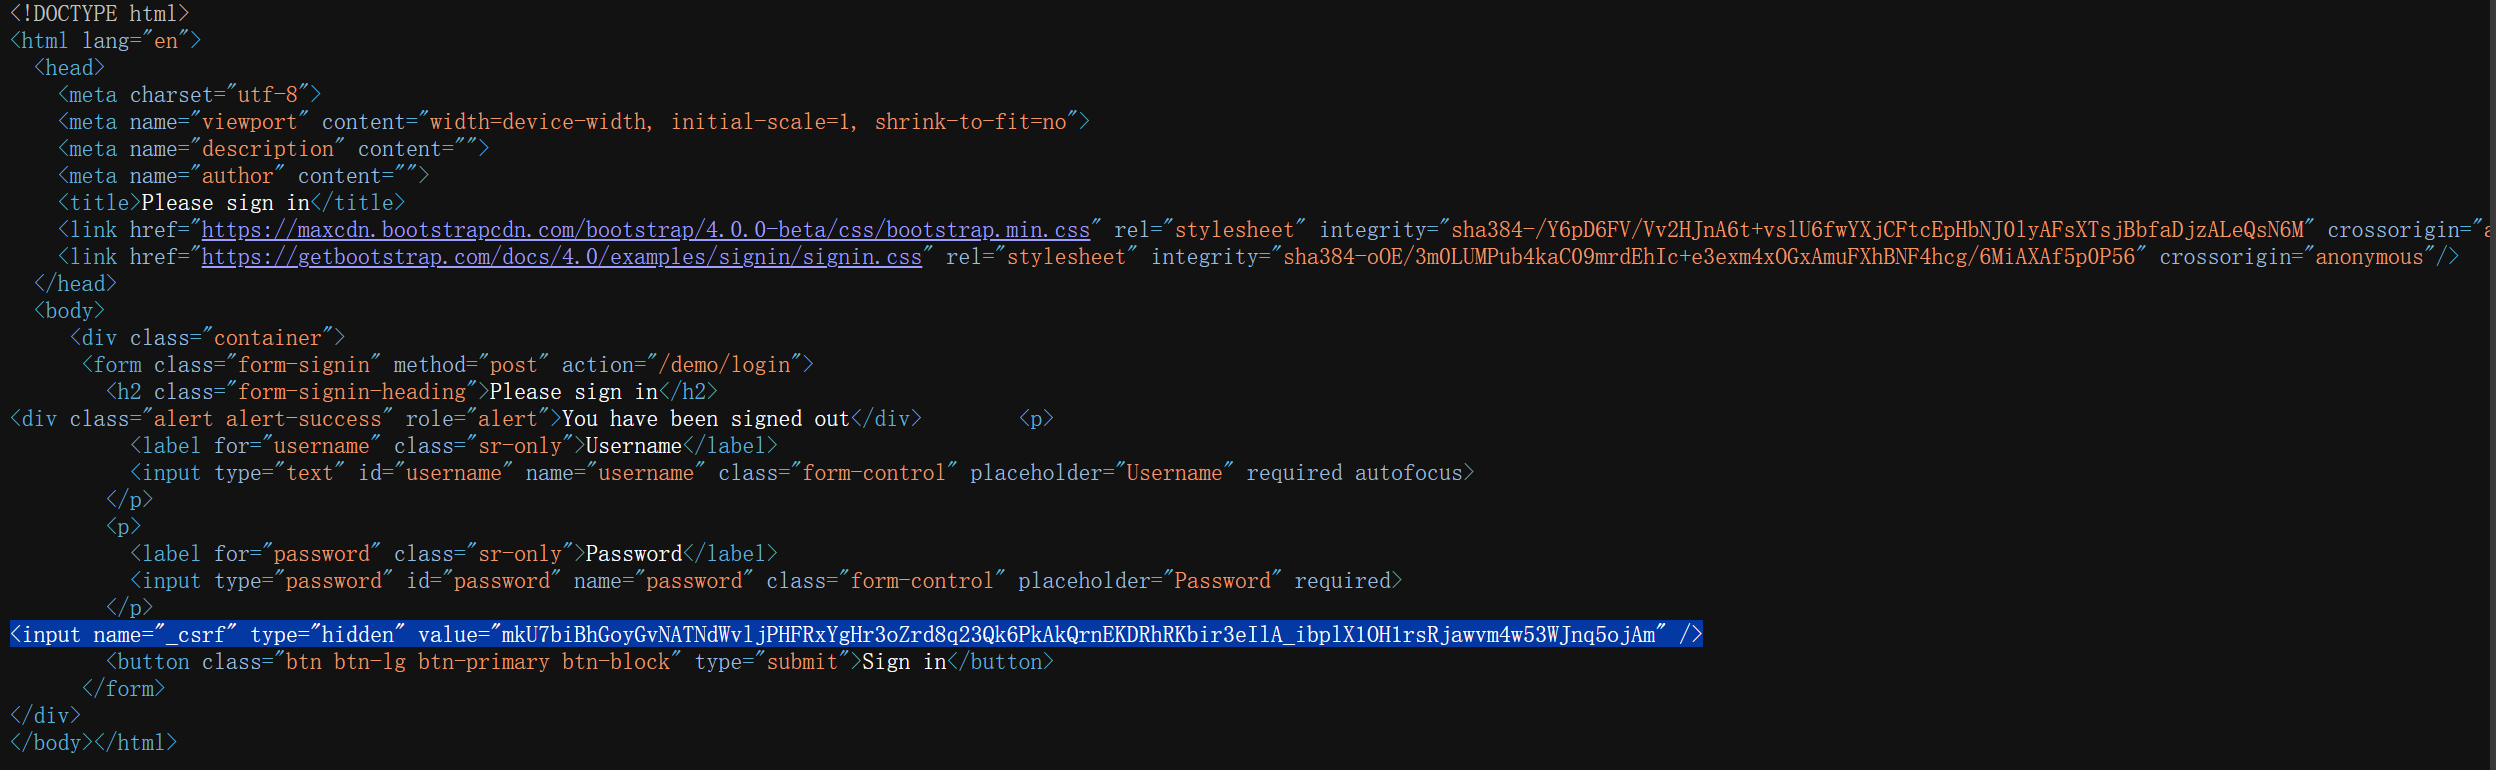 <!DOCTYPE html>
<html lang="en">
<head>
<meta charset="utf-8">
<meta name="viewport" content="width=device-width, initial-scale=1, shrink-to-fit=no">
<meta name="description" content="">
<meta name="author" content="">
<title>Please sign in</title>
<link href="https://maxcdn.bootstrapcdn.com/bootstrap/4.0.0-beta/css/bootstrap.min.css" rel="stylesheet" integrity="sha384-/Y6pD6FV/Vv2HJnA6t+vslU6fwYXjCFtcEpHbNJ0lyAFsXTsjBbfaDjzALeQsN6M" crossorigin="a
<link href="https://getbootstrap.com/docs/4.0/examples/signin/signin.css" rel="stylesheet" integrity="sha384-oOE/3m0LUMPub4kaC09mrdEhIc+e3exm4xOGxAmuFXhBNF4hcg/6MiAXAf5p0P56" crossorigin="anonymous"/>
</head>
<body>
<div class="container">
<form class="form-signin" method="post" action="/demo/login">
<h2 class="form-signin-heading">Please sign in</h2>
<div class="alert alert-success" role="alert">You have been signed out</div> <p>
<label for="username" class="sr-only">Username</label>
<input type="text" id="username" name="username" class="form-control" placeholder="Username" required autofocus>
</p>
<p>
<label for="password" class="sr-only">Password</label>
<input type="password" id="password" name="password" class="form-control" placeholder="Password" required>
</p>
<input name="_csrf" type="hidden" value="mkU7biBhGoyGvNATNdWvljPHFRxYgHr3oZrd8q23Qk6PkAkQrnEKDRhRKbir3eIlA_ibplX1OH1rsRjawvm4w53WJnq5ojAm" />
<button class="btn btn-lg btn-primary btn-block" type="submit">Sign in</button>
</form>
</div>
</body></html>